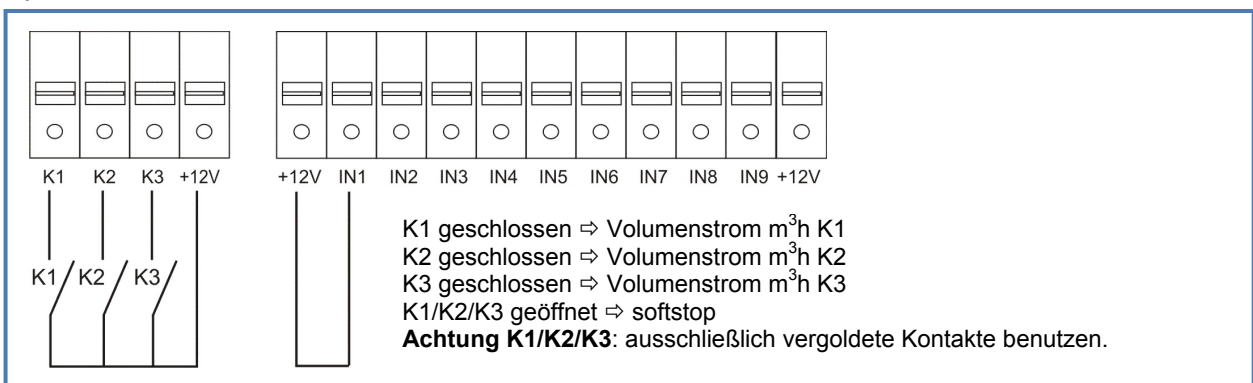 K1 K2 K3 +12V
+12V IN1 IN2 IN3 IN4 IN5 IN6 IN7 IN8 IN9 +12V
K1 K2 K3
K1 geschlossen ⇨ Volumenstrom m³h K1
K2 geschlossen ⇨ Volumenstrom m³h K2
K3 geschlossen ⇨ Volumenstrom m³h K3
K1/K2/K3 geöffnet ⇨ softstop
Achtung K1/K2/K3: ausschließlich vergoldete Kontakte benutzen.